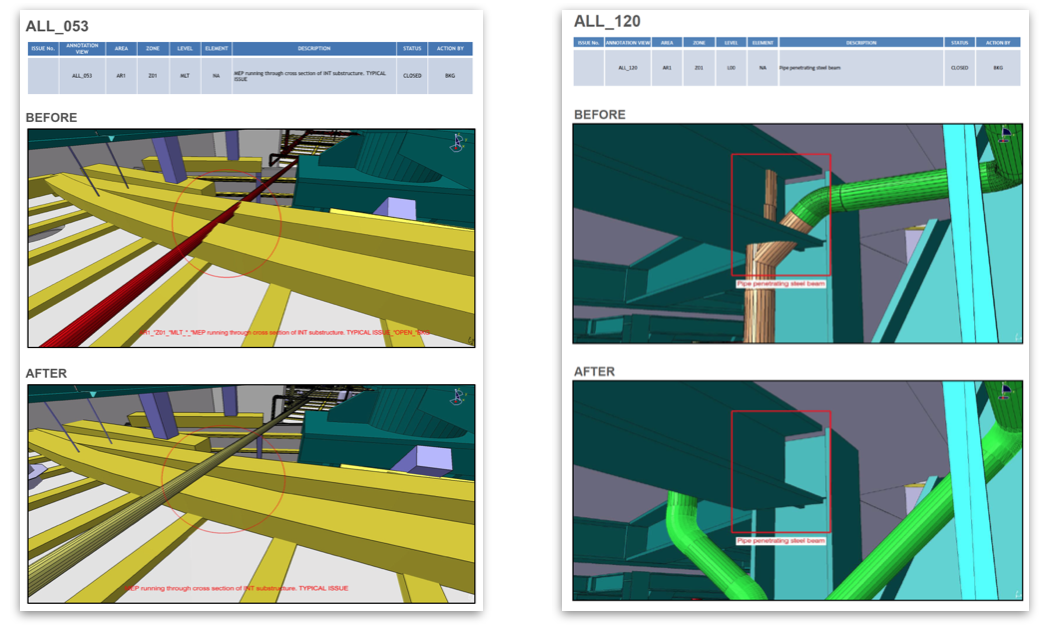 ALL_053
ISSUE No. ANNOTATION VIEW AREA ZONE LEVEL ELEMENT DESCRIPTION STATUS ACTION BY
ALL_053 AR1 Z01 MLT NA MEP running through cross section of INT substructure. TYPICAL ISSUE CLOSED BKG
BEFORE
Z01_*MLT_*_*MEP running through cross section of INT substructure. TYPICAL ISSUE_*OPEN_*BKG
AFTER
MEP running through cross section of INT substructure. TYPICAL ISSUE
ALL_120
ISSUE No. ANNOTATION VIEW AREA ZONE LEVEL ELEMENT DESCRIPTION STATUS ACTION BY
ALL_120 AR1 Z01 L00 NA Pipe penetrating steel beam CLOSED BKG
BEFORE
Pipe penetrating steel beam
AFTER
Pipe penetrating steel beam